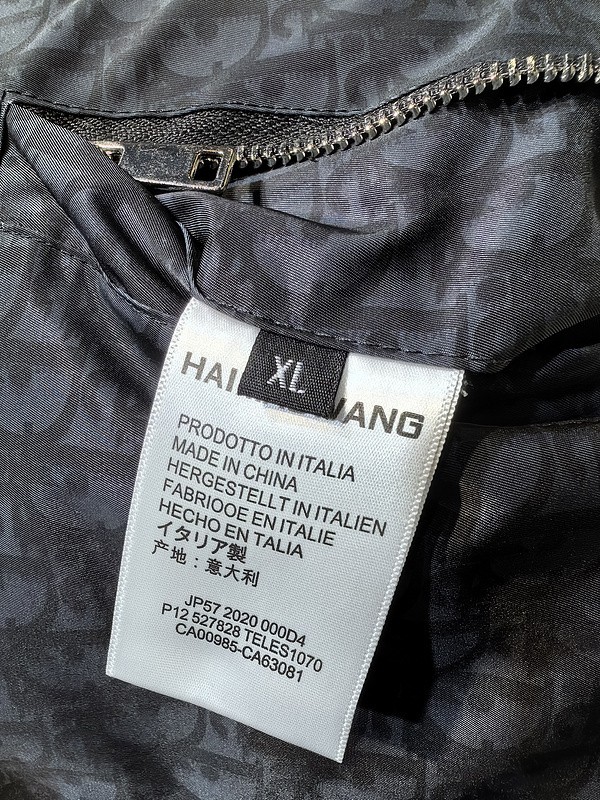 XL
HAI WANG
PRODOTTO IN ITALIA
MADE IN CHINA
HERGESTELLT IN ITALIEN
FABRIOOE EN ITALIE
HECHO EN TALIA
イタリア製
产地：意大利
JP57 2020 000D4
P12 527828 TELES1070
CA00985-CA63081